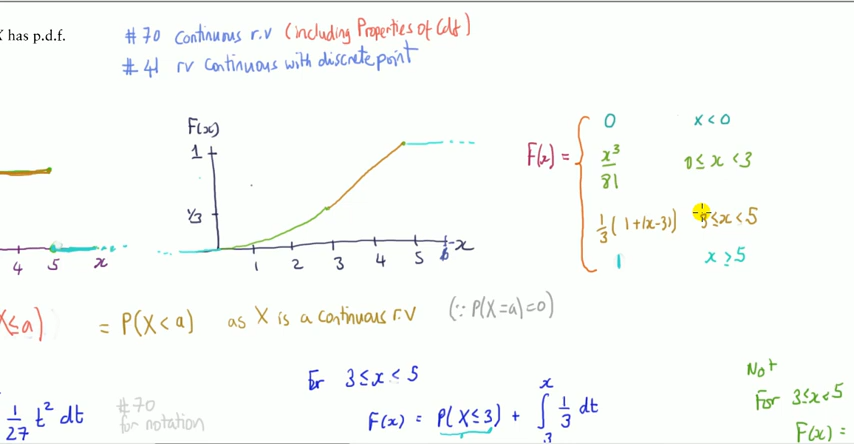 X has p.d.f.
# 70 Continuous r.v (including Properties of Cdf)
# 41 rv Continuous with discrete point
F(x)
1
1/3
1 2 3 4 5 6 x
4 5 x
F(x) =
0 x < 0
x³/81 0 ≤ x < 3
1/3 (1+(x-3)) 3 ≤ x < 5
1 x ≥ 5
X ≤ a) = P(X < a) as X is a continuous r.v (∵ P(X=a)=0)
For 3 ≤ x < 5
F(x) = P(X ≤ 3) + ∫₃ˣ 1/3 dt
1/27 t² dt
#70
for notation
Not
For 3 ≤ x < 5
F(x) =